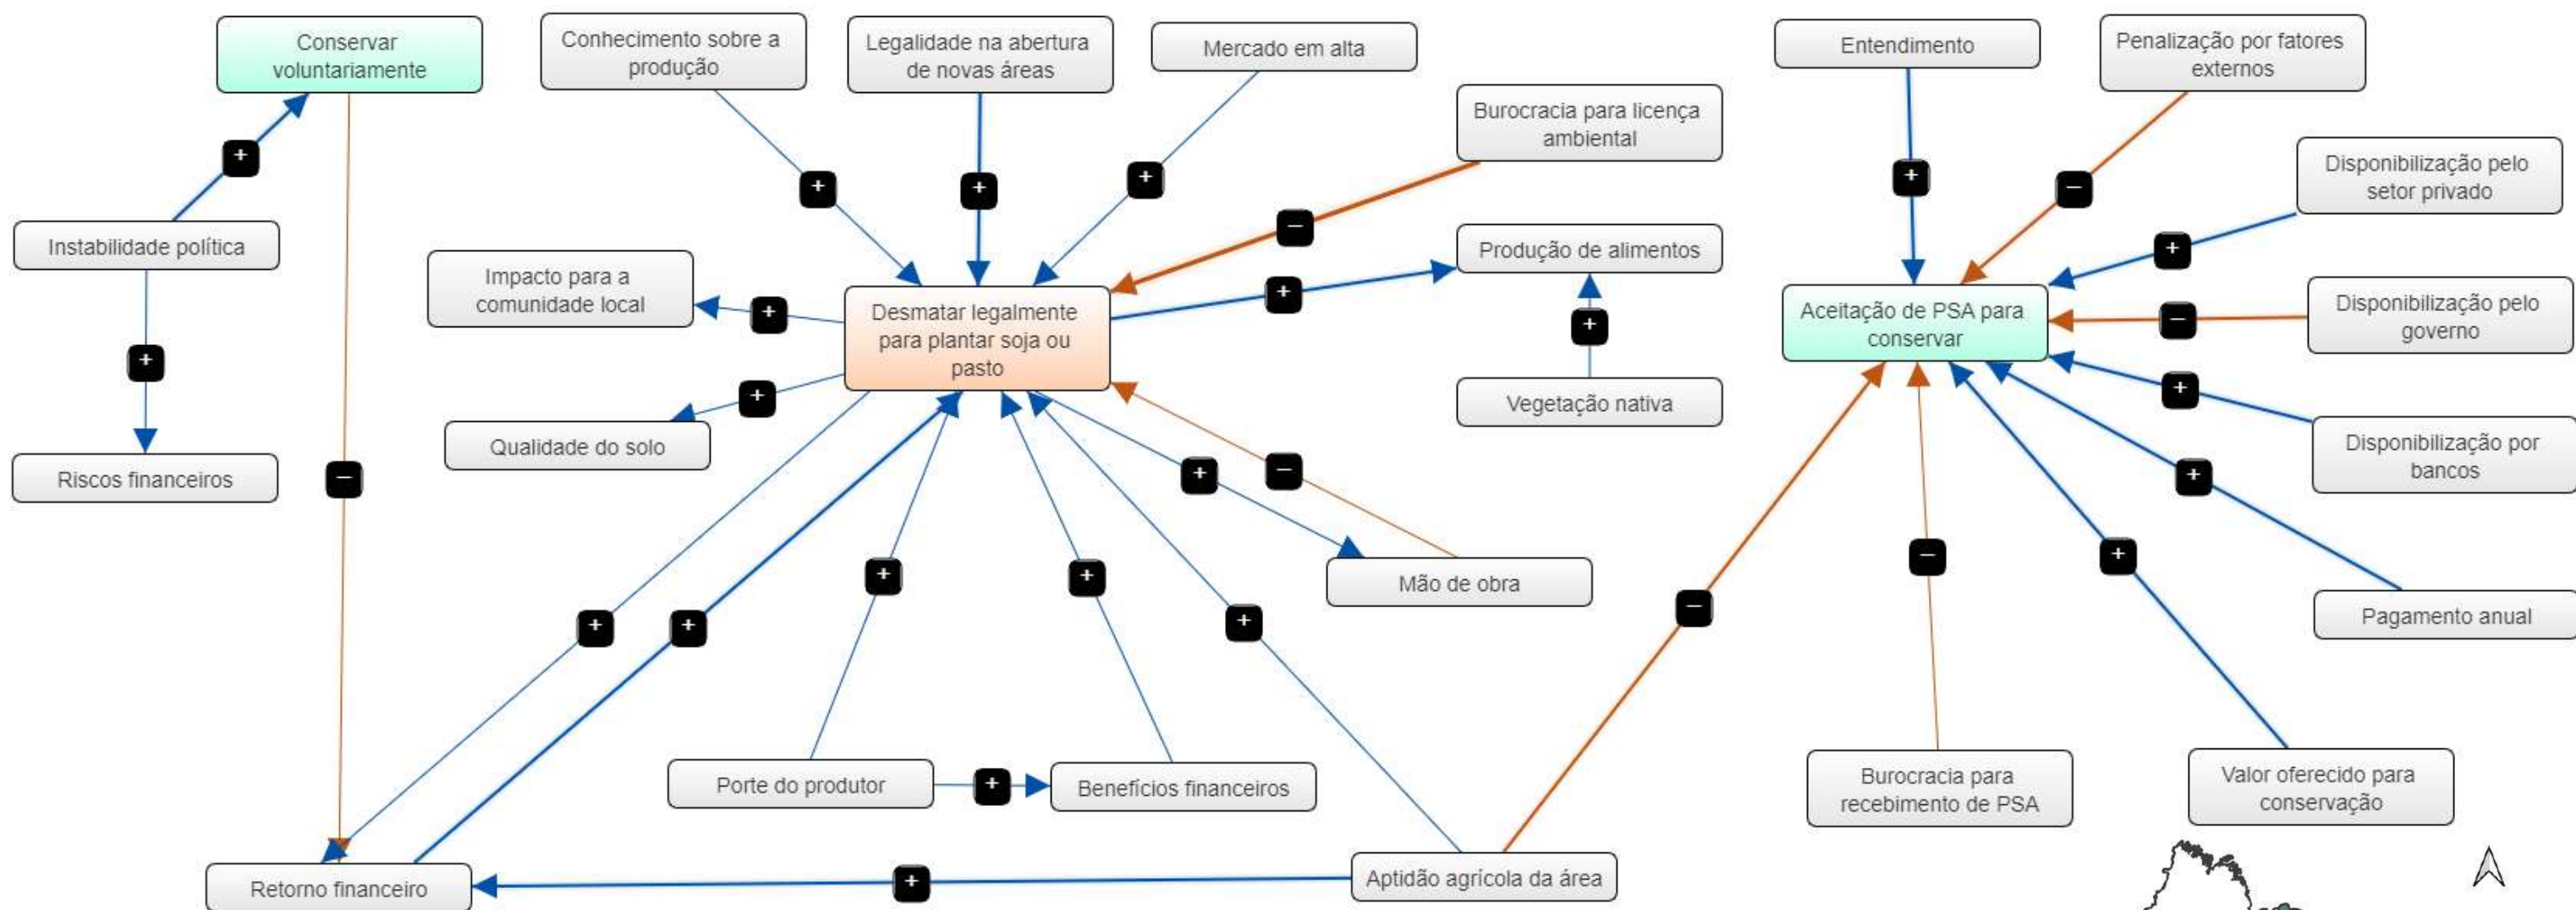 Conservar
voluntariamente
Conhecimento sobre a
produção
Legalidade na abertura
de novas áreas
Mercado em alta
Entendimento
Penalização por fatores
externos
Burocracia para licença
ambiental
Disponibilização pelo
setor privado
+
+
+
+
+
−
−
+
Instabilidade política
Produção de alimentos
Impacto para a
comunidade local
Desmatar legalmente
para plantar soja ou
pasto
Aceitação de PSA para
conservar
Disponibilização pelo
governo
+
+
+
−
+
+
+
Vegetação nativa
Qualidade do solo
Disponibilização por
bancos
Riscos financeiros
−
+
−
+
+
+
+
−
+
Mão de obra
+
+
+
−
Pagamento anual
Porte do produtor
+
Benefícios financeiros
Burocracia para
recebimento de PSA
Valor oferecido para
conservação
Retorno financeiro
+
Aptidão agrícola da área